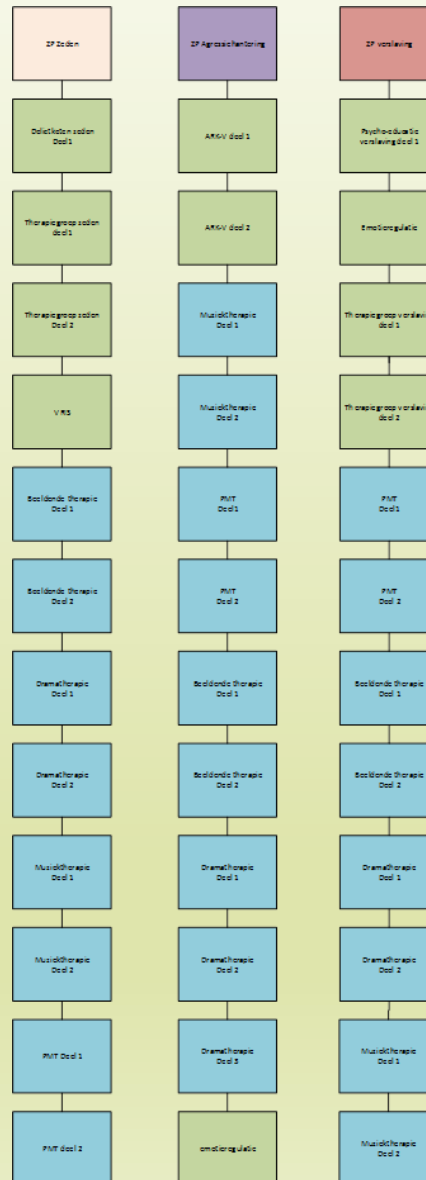 ZP Zeden
Delictketen zeden
Deel 1
Therapiegroep zeden
deel 1
Therapiegroep zeden
Deel 2
VRIS
Beeldende therapie
Deel 1
Beeldende therapie
Deel 2
Dramatherapie
Deel 1
Dramatherapie
Deel 2
Muziektherapie
Deel 1
Muziektherapie
Deel 2
PMT Deel 1
PMT deel 2
ZP Agressiehantering
ARK-V deel 1
ARK-V deel 2
Muziektherapie
Deel 1
Muziektherapie
Deel 2
PMT
Deel 1
PMT
Deel 2
Beeldende therapie
Deel 1
Beeldende therapie
Deel 2
Dramatherapie
Deel 1
Dramatherapie
Deel 2
Dramatherapie
Deel 3
emotieregulatie
ZP verslaving
Psycho-educatie
verslaving deel 1
Emotieregulatie
Therapiegroep verslaving
deel 1
Therapiegroep verslaving
deel 2
PMT
Deel 1
PMT
Deel 2
Beeldende therapie
Deel 1
Beeldende therapie
Deel 2
Dramatherapie
Deel 1
Dramatherapie
Deel 2
Muziektherapie
Deel 1
Muziektherapie
Deel 2